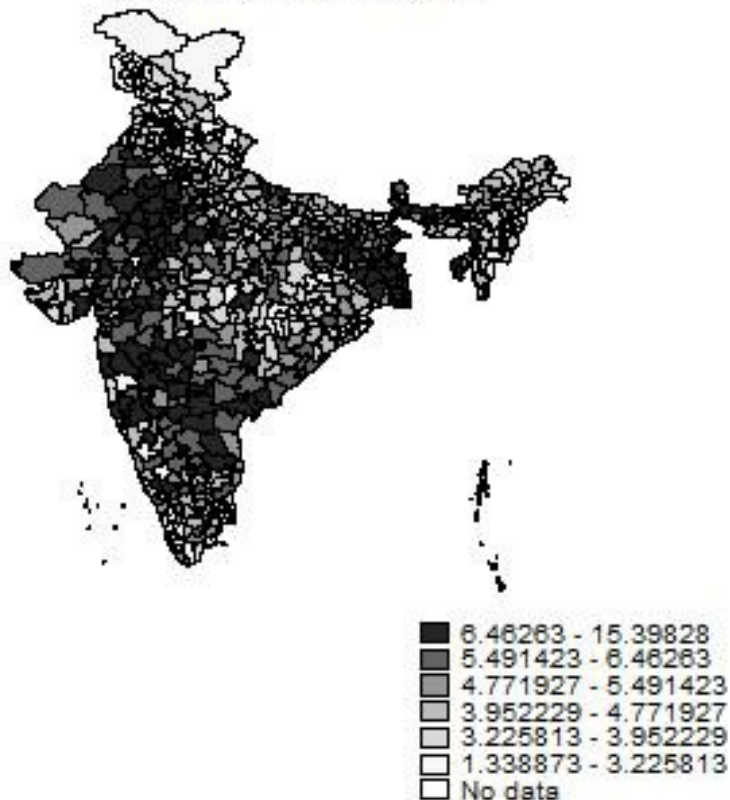 6.46263 - 15.39828
5.491423 - 6.46263
4.771927 - 5.491423
3.952229 - 4.771927
3.225813 - 3.952229
1.338873 - 3.225813
No data